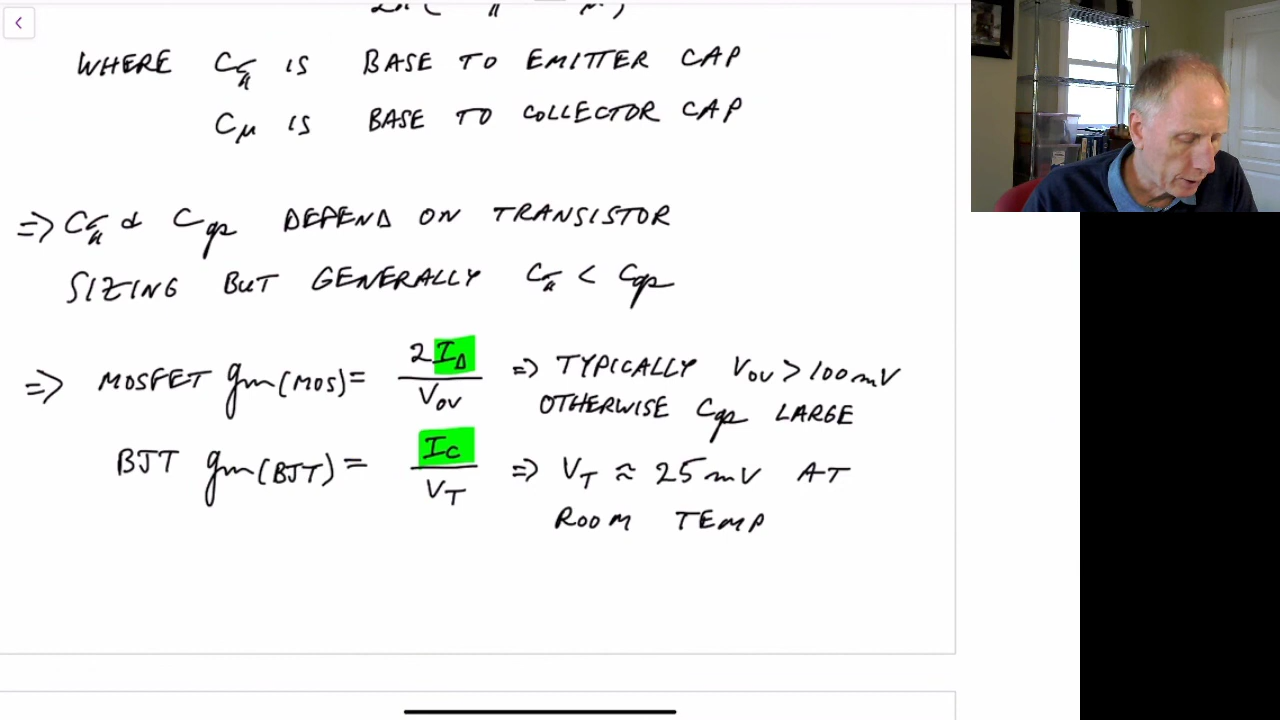 WHERE Cπ IS BASE TO EMITTER CAP
Cμ IS BASE TO COLLECTOR CAP
=> Cπ & Cgs DEPEND ON TRANSISTOR
SIZING BUT GENERALLY Cπ < Cgs
=> MOSFET gm(MOS) = 2ID / VOV => TYPICALLY VOV > 100mV
OTHERWISE Cgs LARGE
BJT gm(BJT) = IC / VT => VT ≈ 25mV AT
ROOM TEMP